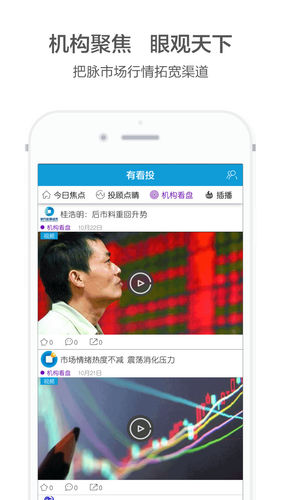 机构聚焦 眼观天下
把脉市场行情拓宽渠道
有看投
今日焦点 投顾点睛 机构看盘 插播
桂浩明：后市料重回升势
机构看盘 10月22日
视频
0 0 0
市场情绪热度不减 震荡消化压力
机构看盘 10月21日
视频